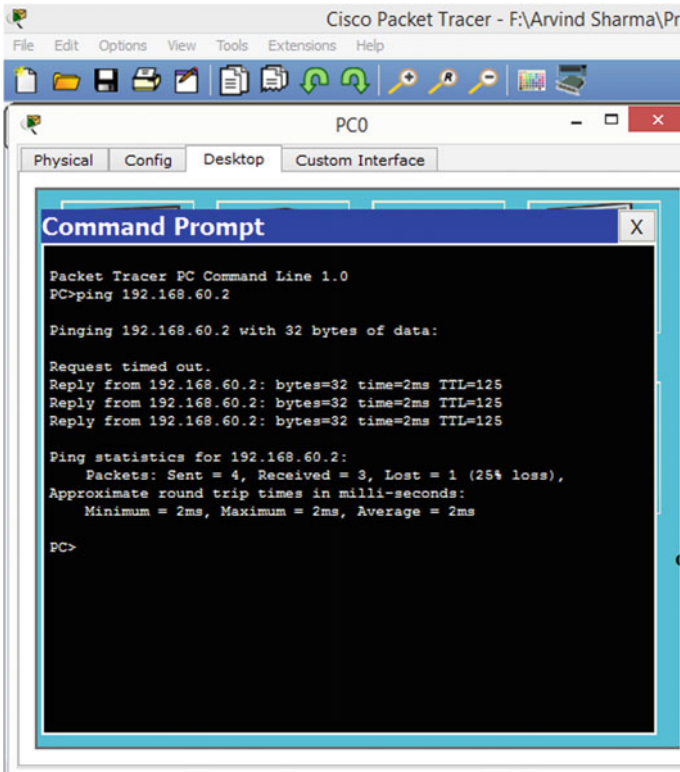 Cisco Packet Tracer - F:\Arvind Sharma\Pr
File Edit Options View Tools Extensions Help
PC0
Physical Config Desktop Custom Interface
Command Prompt X
Packet Tracer PC Command Line 1.0
PC>ping 192.168.60.2
Pinging 192.168.60.2 with 32 bytes of data:
Request timed out.
Reply from 192.168.60.2: bytes=32 time=2ms TTL=125
Reply from 192.168.60.2: bytes=32 time=2ms TTL=125
Reply from 192.168.60.2: bytes=32 time=2ms TTL=125
Ping statistics for 192.168.60.2:
Packets: Sent = 4, Received = 3, Lost = 1 (25% loss),
Approximate round trip times in milli-seconds:
Minimum = 2ms, Maximum = 2ms, Average = 2ms
PC>